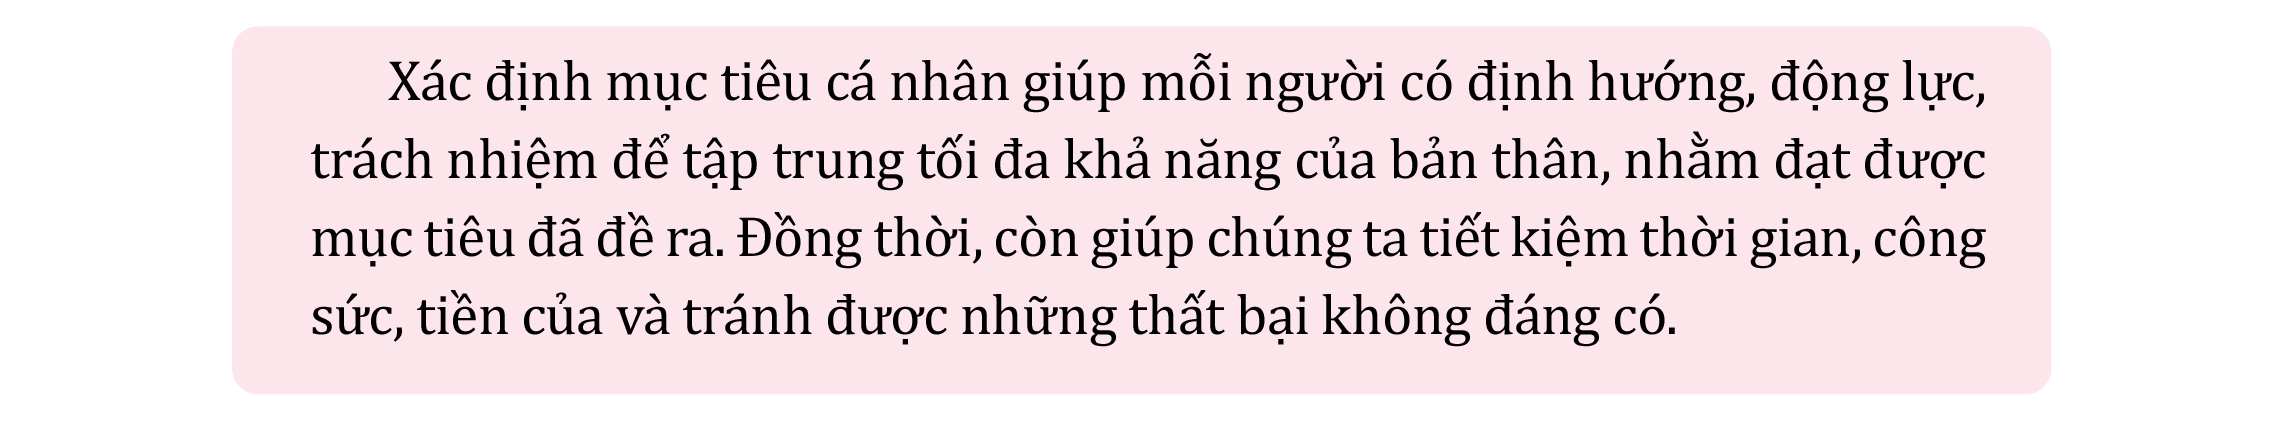 Xác định mục tiêu cá nhân giúp mỗi người có định hướng, động lực,
trách nhiệm để tập trung tối đa khả năng của bản thân, nhằm đạt được
mục tiêu đã đề ra. Đồng thời, còn giúp chúng ta tiết kiệm thời gian, công
sức, tiền của và tránh được những thất bại không đáng có.